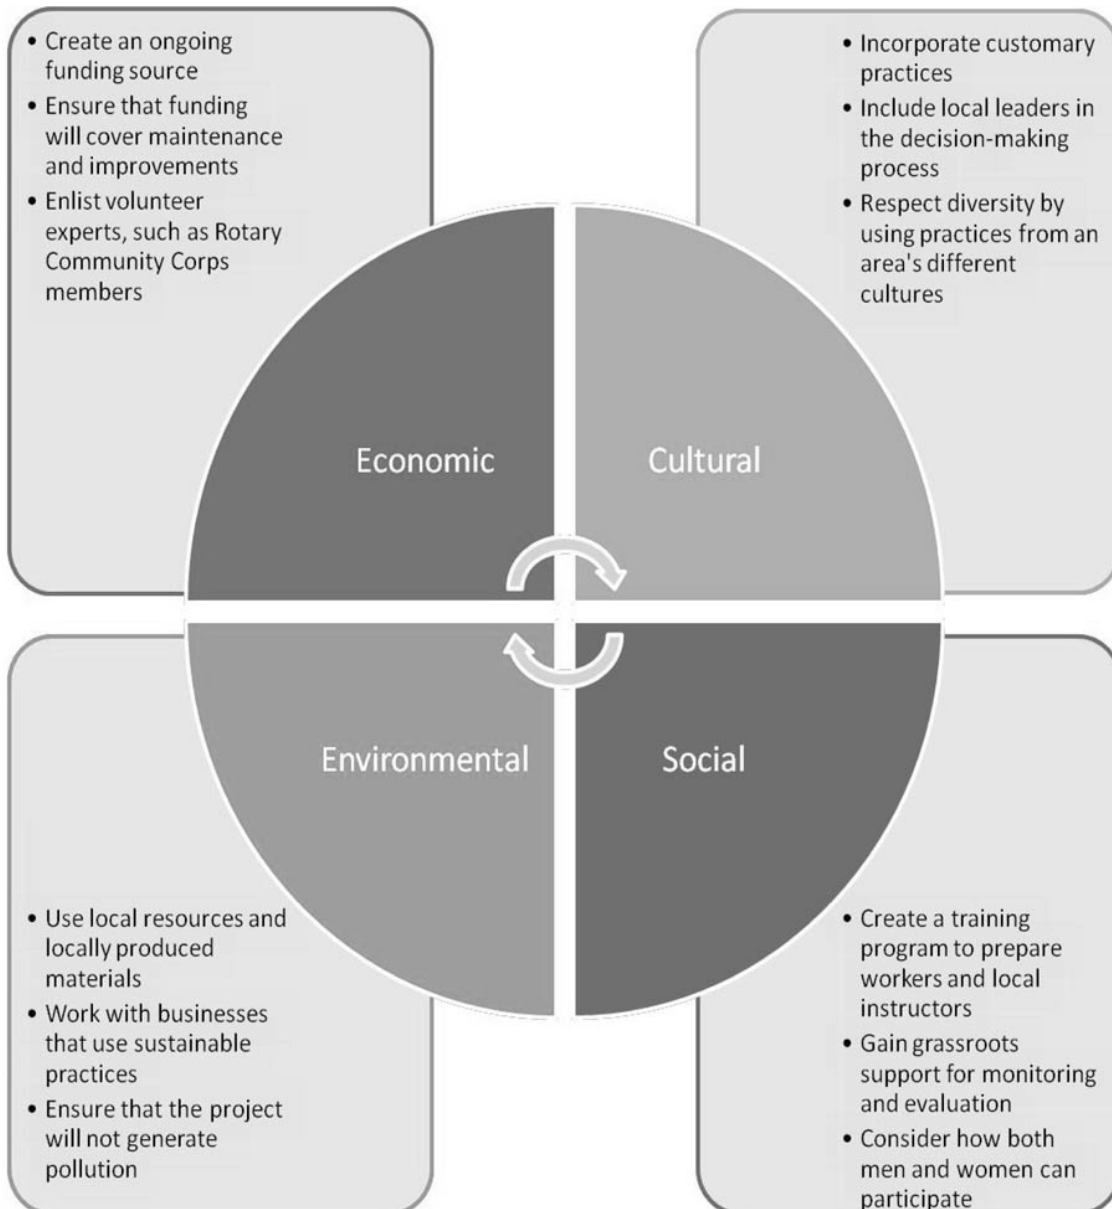 • Create an ongoing
funding source
• Ensure that funding
will cover maintenance
and improvements
• Enlist volunteer
experts, such as Rotary
Community Corps
members
• Incorporate customary
practices
• Include local leaders in
the decision-making
process
• Respect diversity by
using practices from an
area's different
cultures
Economic
Cultural
Environmental
Social
• Use local resources and
locally produced
materials
• Work with businesses
that use sustainable
practices
• Ensure that the project
will not generate
pollution
• Create a training
program to prepare
workers and local
instructors
• Gain grassroots
support for monitoring
and evaluation
• Consider how both
men and women can
participate